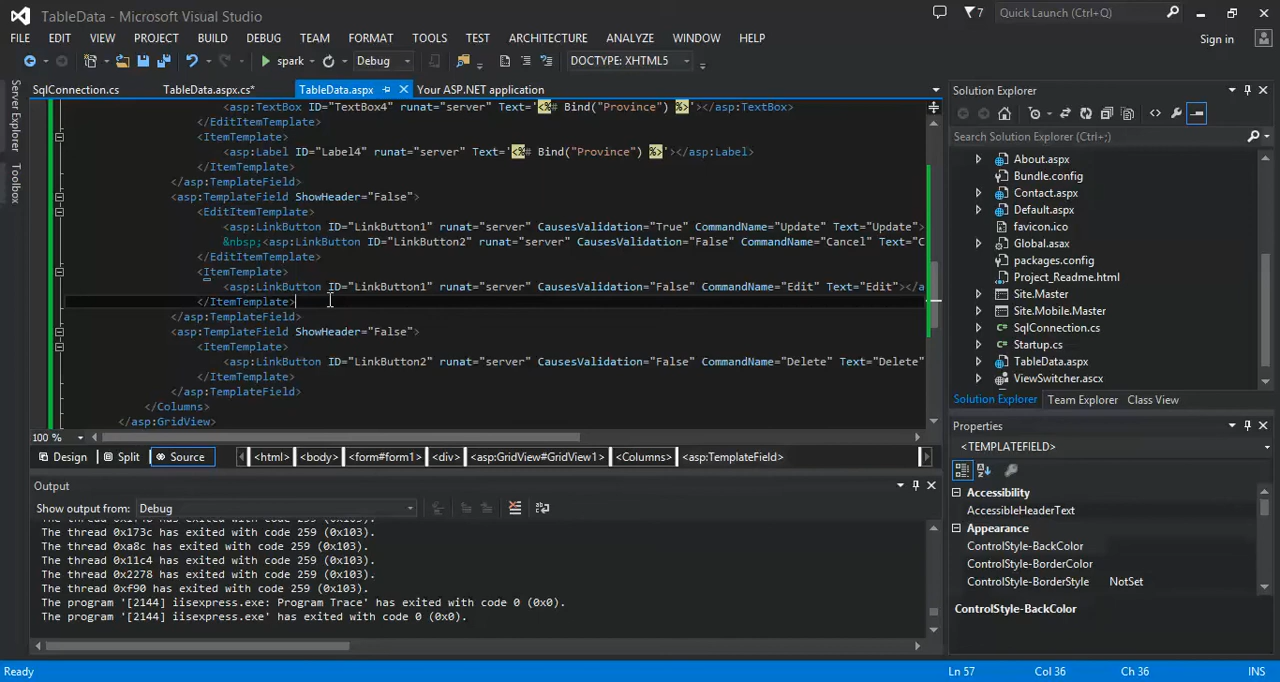 TableData - Microsoft Visual Studio
7
Quick Launch (Ctrl+Q)
FILE EDIT VIEW PROJECT BUILD DEBUG TEAM FORMAT TOOLS TEST ARCHITECTURE ANALYZE WINDOW HELP
Sign in
spark Debug DOCTYPE: XHTML5
SqlConnection.cs TableData.aspx.cs* TableData.aspx Your ASP.NET application
Server Explorer
Toolbox
<asp:TextBox ID="TextBox4" runat="server" Text='<%# Bind("Province") %>'></asp:TextBox>
</EditItemTemplate>
<ItemTemplate>
<asp:Label ID="Label4" runat="server" Text='<%# Bind("Province") %>'></asp:Label>
</ItemTemplate>
</asp:TemplateField>
<asp:TemplateField ShowHeader="False">
<EditItemTemplate>
<asp:LinkButton ID="LinkButton1" runat="server" CausesValidation="True" CommandName="Update" Text="Update">
&nbsp;<asp:LinkButton ID="LinkButton2" runat="server" CausesValidation="False" CommandName="Cancel" Text="C
</EditItemTemplate>
<ItemTemplate>
<asp:LinkButton ID="LinkButton1" runat="server" CausesValidation="False" CommandName="Edit" Text="Edit"></a
</ItemTemplate>
</asp:TemplateField>
<asp:TemplateField ShowHeader="False">
<ItemTemplate>
<asp:LinkButton ID="LinkButton2" runat="server" CausesValidation="False" CommandName="Delete" Text="Delete"
</ItemTemplate>
</asp:TemplateField>
</Columns>
</asp:GridView>
100 %
Design Split Source <html> <body> <form#form1> <div> <asp:GridView#GridView1> <Columns> <asp:TemplateField>
Output
Show output from: Debug
The thread 0x173c has exited with code 259 (0x103).
The thread 0xa8c has exited with code 259 (0x103).
The thread 0x11c4 has exited with code 259 (0x103).
The thread 0x2278 has exited with code 259 (0x103).
The thread 0xf90 has exited with code 259 (0x103).
The program '[2144] iisexpress.exe: Program Trace' has exited with code 0 (0x0).
The program '[2144] iisexpress.exe' has exited with code 0 (0x0).
Solution Explorer
Search Solution Explorer (Ctrl+;)
About.aspx
Bundle.config
Contact.aspx
Default.aspx
favicon.ico
Global.asax
packages.config
Project_Readme.html
Site.Master
Site.Mobile.Master
SqlConnection.cs
Startup.cs
TableData.aspx
ViewSwitcher.ascx
Solution Explorer Team Explorer Class View
Properties
<TEMPLATEFIELD>
Accessibility
AccessibleHeaderText
Appearance
ControlStyle-BackColor
ControlStyle-BorderColor
ControlStyle-BorderStyle NotSet
ControlStyle-BackColor
Ready Ln 57 Col 36 Ch 36 INS